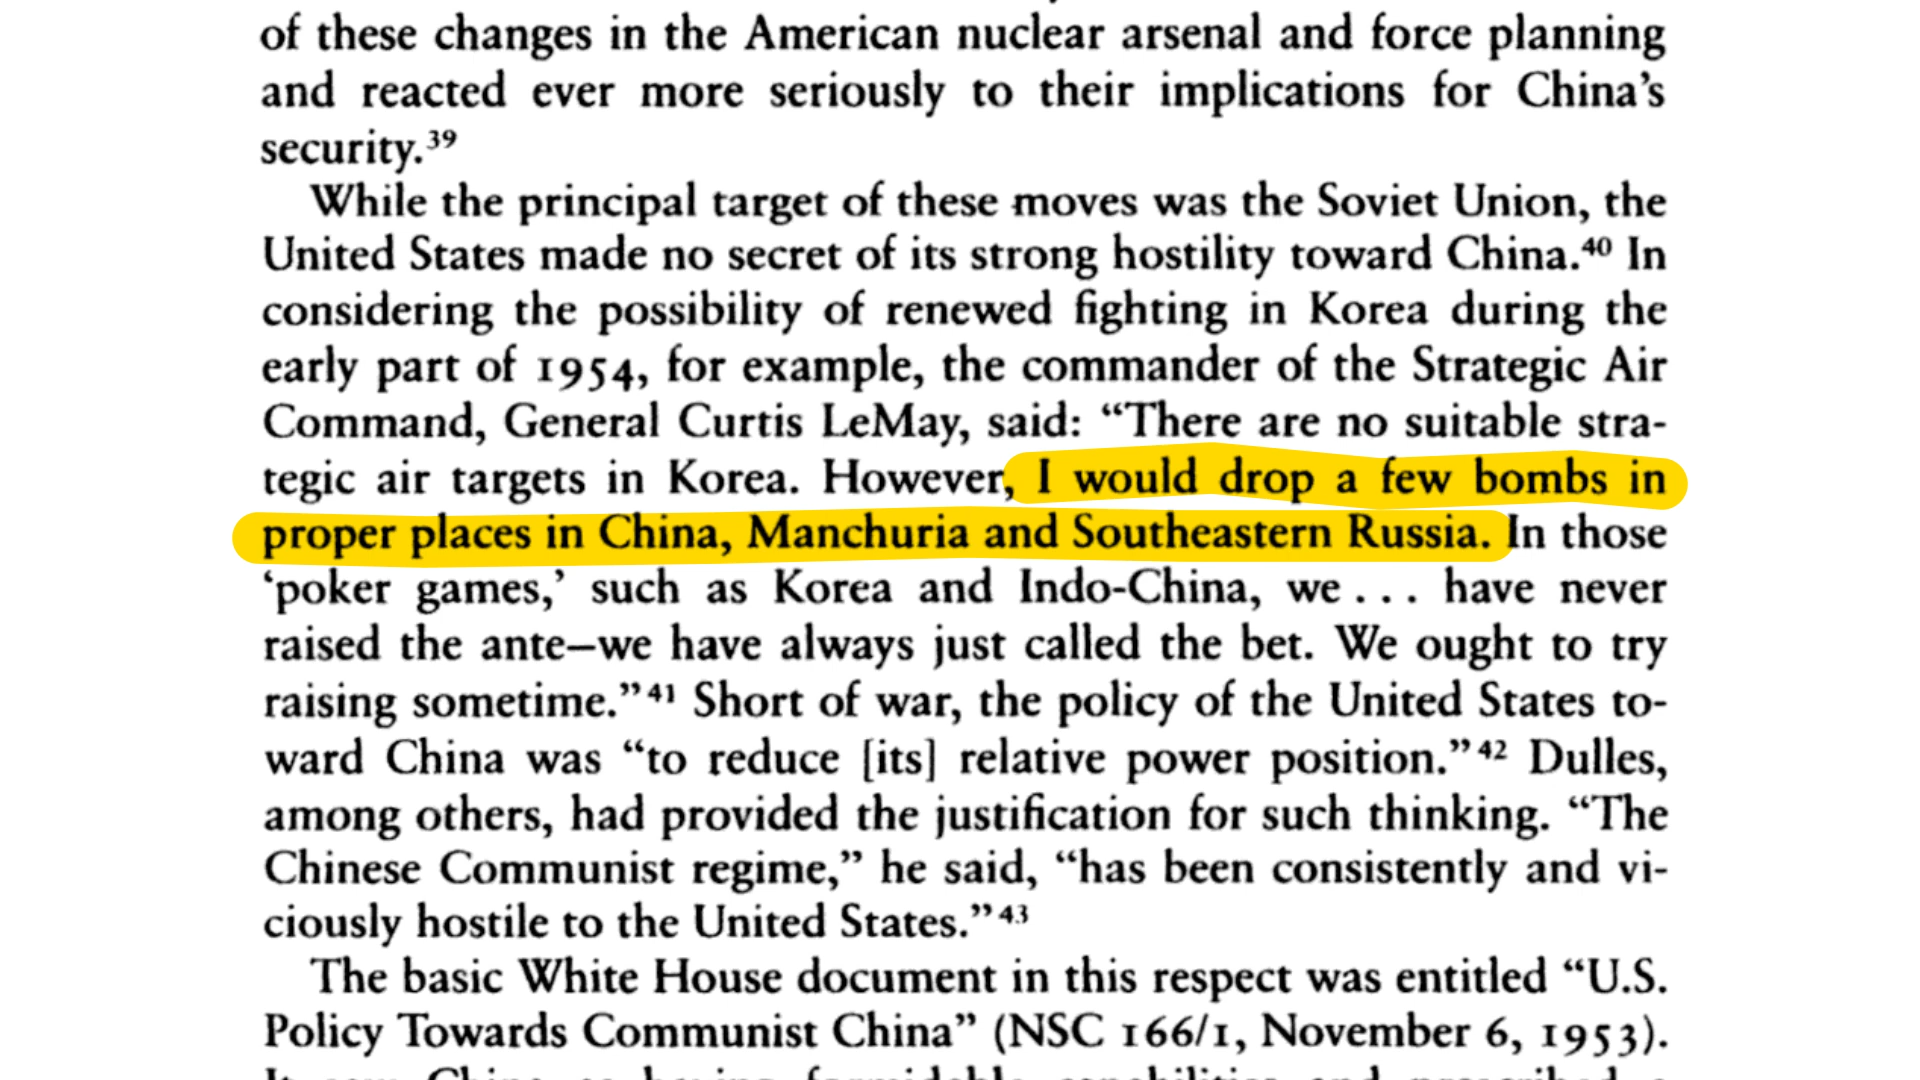 of these changes in the American nuclear arsenal and force planning
and reacted ever more seriously to their implications for China's
security.³⁹
While the principal target of these moves was the Soviet Union, the
United States made no secret of its strong hostility toward China.⁴⁰ In
considering the possibility of renewed fighting in Korea during the
early part of 1954, for example, the commander of the Strategic Air
Command, General Curtis LeMay, said: “There are no suitable stra-
tegic air targets in Korea. However, I would drop a few bombs in
proper places in China, Manchuria and Southeastern Russia. In those
‘poker games,’ such as Korea and Indo-China, we . . . have never
raised the ante—we have always just called the bet. We ought to try
raising sometime.”⁴¹ Short of war, the policy of the United States to-
ward China was “to reduce [its] relative power position.”⁴² Dulles,
among others, had provided the justification for such thinking. “The
Chinese Communist regime,” he said, “has been consistently and vi-
ciously hostile to the United States.”⁴³
The basic White House document in this respect was entitled “U.S.
Policy Towards Communist China” (NSC 166/1, November 6, 1953).